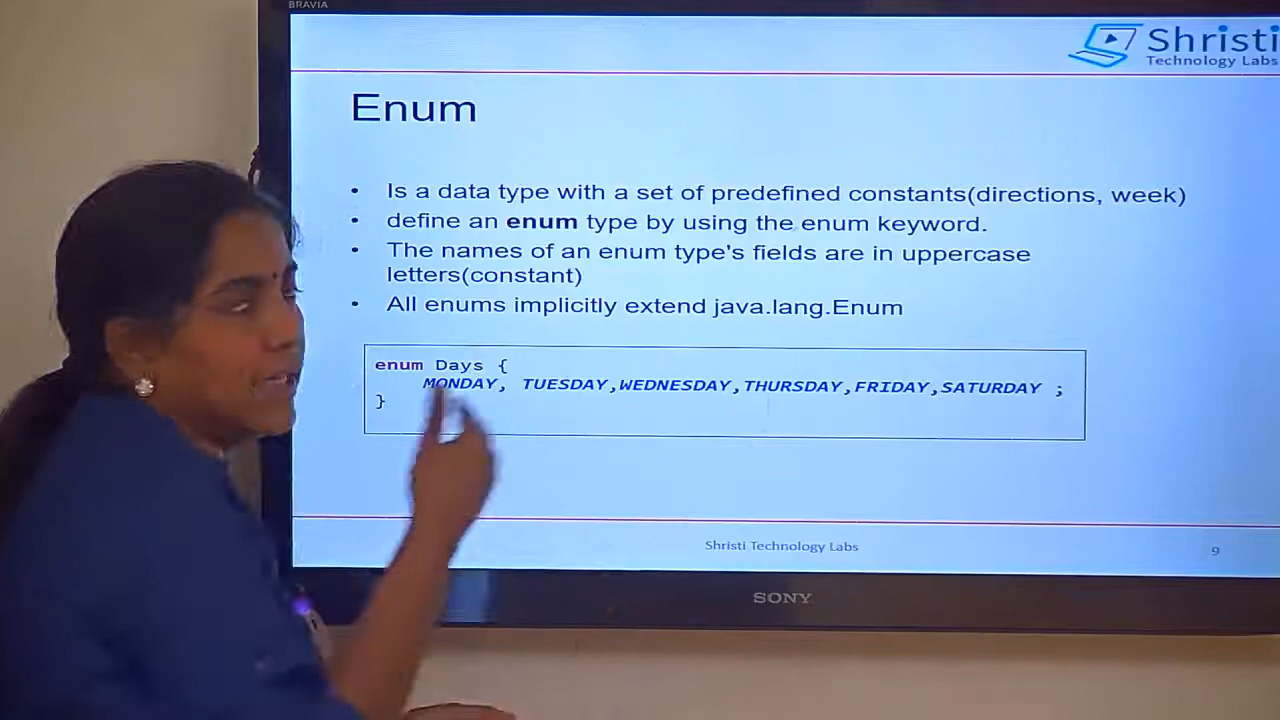 BRAVIA
Shristi
Technology Labs
Enum
• Is a data type with a set of predefined constants(directions, week)
• define an enum type by using the enum keyword.
• The names of an enum type's fields are in uppercase
letters(constant)
• All enums implicitly extend java.lang.Enum
enum Days {
MONDAY, TUESDAY,WEDNESDAY,THURSDAY,FRIDAY,SATURDAY ;
}
Shristi Technology Labs
9
SONY